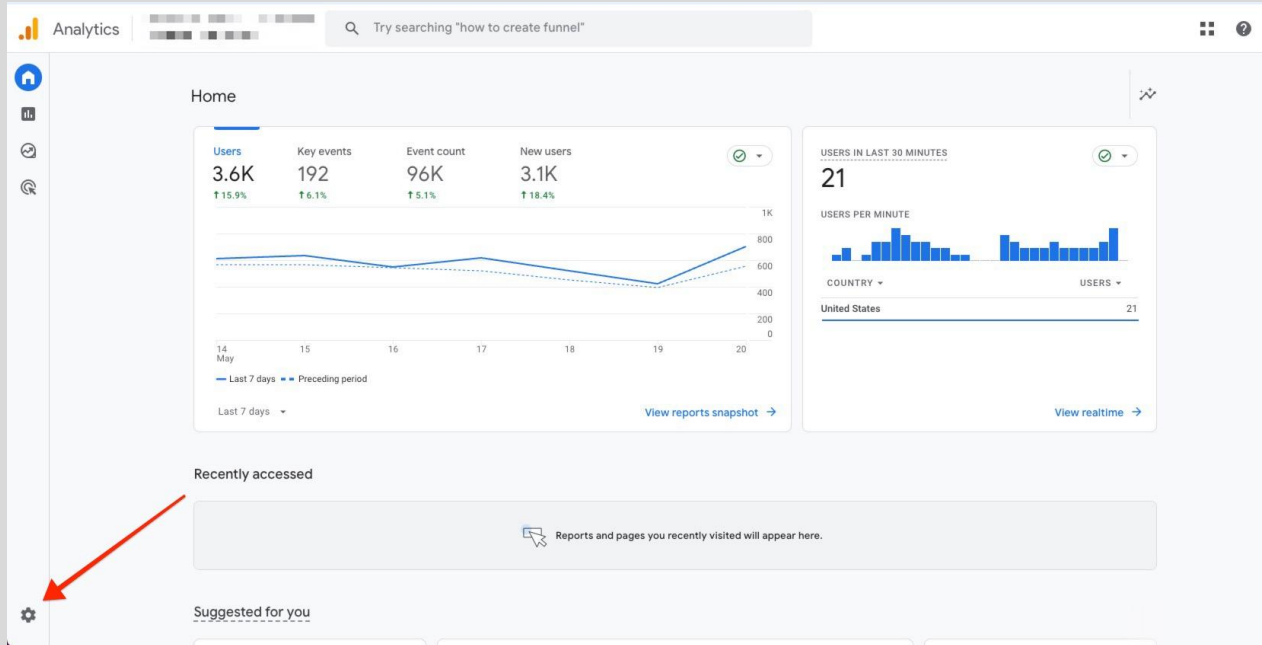 Analytics
Try searching "how to create funnel"
Home
Users
3.6K
↑ 15.9%
Key events
192
↑ 6.1%
Event count
96K
↑ 5.1%
New users
3.1K
↑ 18.4%
1K
800
600
400
200
0
14
May
15
16
17
18
19
20
Last 7 days
Preceding period
Last 7 days
View reports snapshot →
USERS IN LAST 30 MINUTES
21
USERS PER MINUTE
COUNTRY
USERS
United States
21
View realtime →
Recently accessed
Reports and pages you recently visited will appear here.
Suggested for you